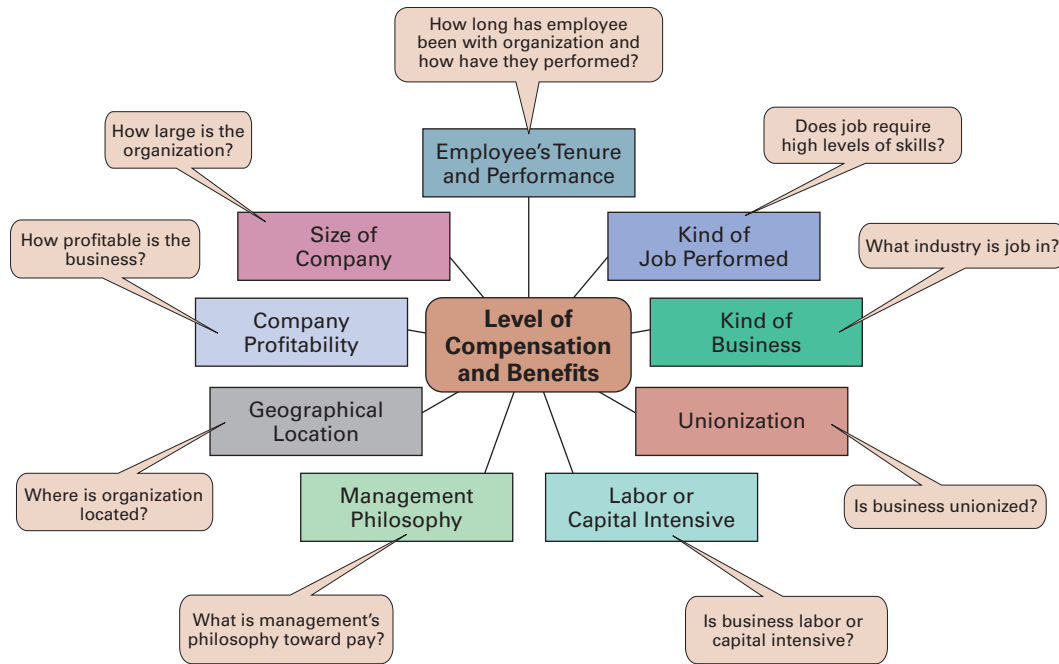 How long has employee
been with organization and
how have they performed?
Employee's Tenure
and Performance
How large is the
organization?
Size of
Company
Does job require
high levels of skills?
Kind of
Job Performed
How profitable is the
business?
Company
Profitability
What industry is job in?
Kind of
Business
Level of
Compensation
and Benefits
Geographical
Location
Where is organization
located?
Unionization
Is business unionized?
Management
Philosophy
What is management's
philosophy toward pay?
Labor or
Capital Intensive
Is business labor or
capital intensive?